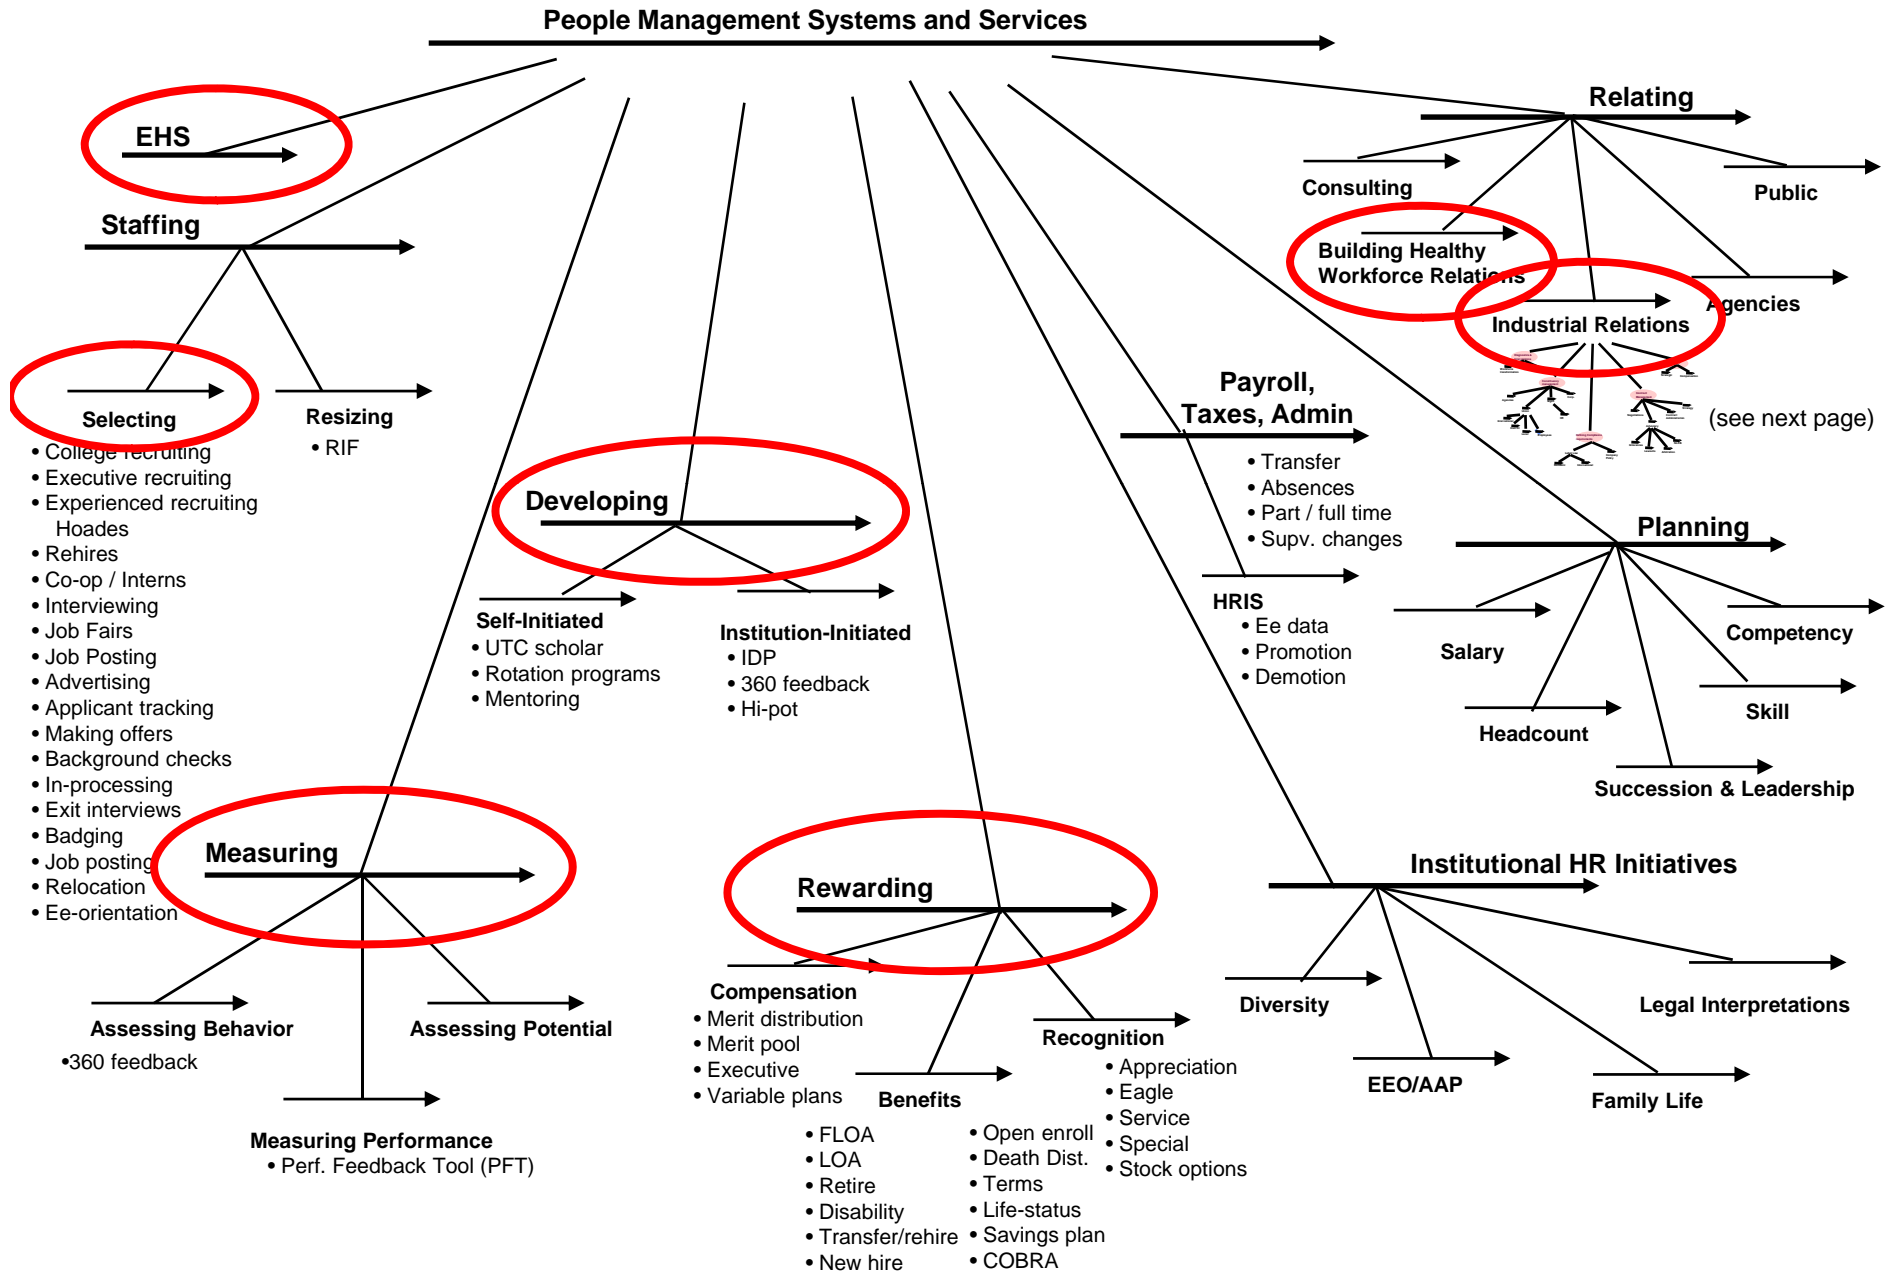 People Management Systems and Services
EHS
Staffing
Selecting
• College recruiting
• Executive recruiting
• Experienced recruiting
Hoades
• Rehires
• Co-op / Interns
• Interviewing
• Job Fairs
• Job Posting
• Advertising
• Applicant tracking
• Making offers
• Background checks
• In-processing
• Exit interviews
• Badging
• Job posting
• Relocation
• Ee-orientation
Resizing
• RIF
Measuring
Assessing Behavior
•360 feedback
Measuring Performance
• Perf. Feedback Tool (PFT)
Assessing Potential
Developing
Self-Initiated
• UTC scholar
• Rotation programs
• Mentoring
Institution-Initiated
• IDP
• 360 feedback
• Hi-pot
Rewarding
Compensation
• Merit distribution
• Merit pool
• Executive
• Variable plans
Benefits
• FLOA
• LOA
• Retire
• Disability
• Transfer/rehire
• New hire
• Open enroll
• Death Dist.
• Terms
• Life-status
• Savings plan
• COBRA
Recognition
• Appreciation
• Eagle
• Service
• Special
• Stock options
Payroll,
Taxes, Admin
• Transfer
• Absences
• Part / full time
• Supv. changes
HRIS
• Ee data
• Promotion
• Demotion
Institutional HR Initiatives
Diversity
EEO/AAP
Family Life
Legal Interpretations
Planning
Salary
Headcount
Succession & Leadership
Skill
Competency
Relating
Consulting
Building Healthy
Workforce Relations
Industrial Relations
(see next page)
Agencies
Public